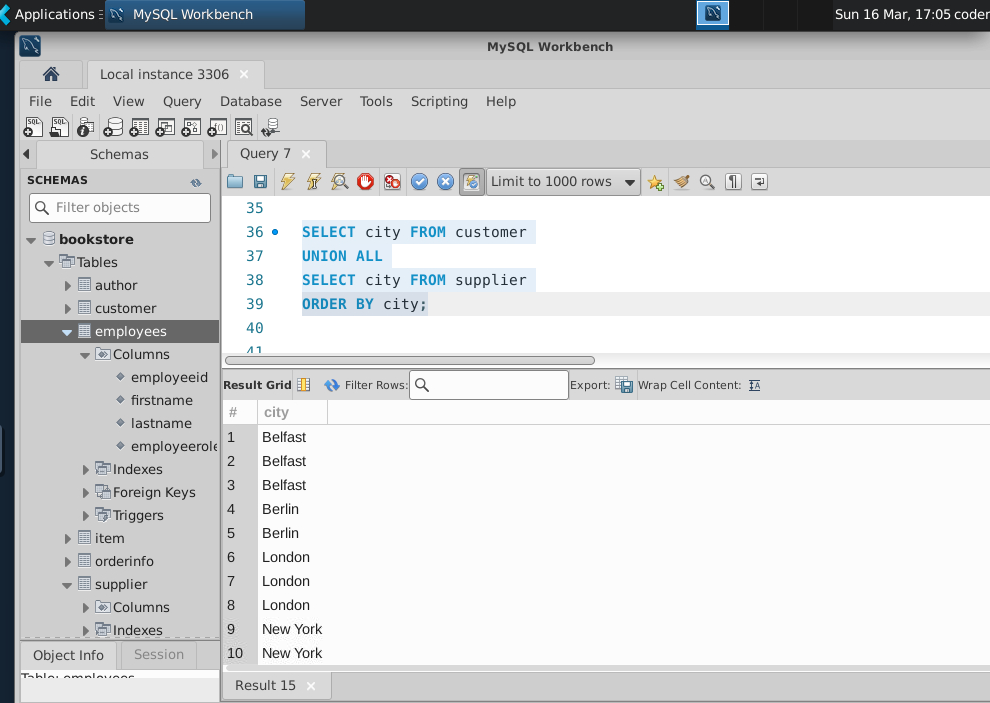 Applications MySQL Workbench Sun 16 Mar, 17:05 coder
MySQL Workbench
Local instance 3306
File Edit View Query Database Server Tools Scripting Help
Schemas
Query 7
SCHEMAS
Limit to 1000 rows
Filter objects
bookstore
Tables
author
customer
employees
Columns
employeeid
firstname
lastname
employeerole
Indexes
Foreign Keys
Triggers
item
orderinfo
supplier
Columns
Indexes
Object Info Session
Table: employees
35
36 SELECT city FROM customer
37 UNION ALL
38 SELECT city FROM supplier
39 ORDER BY city;
40
41
Result Grid Filter Rows: Export: Wrap Cell Content:
# city
1 Belfast
2 Belfast
3 Belfast
4 Berlin
5 Berlin
6 London
7 London
8 London
9 New York
10 New York
Result 15